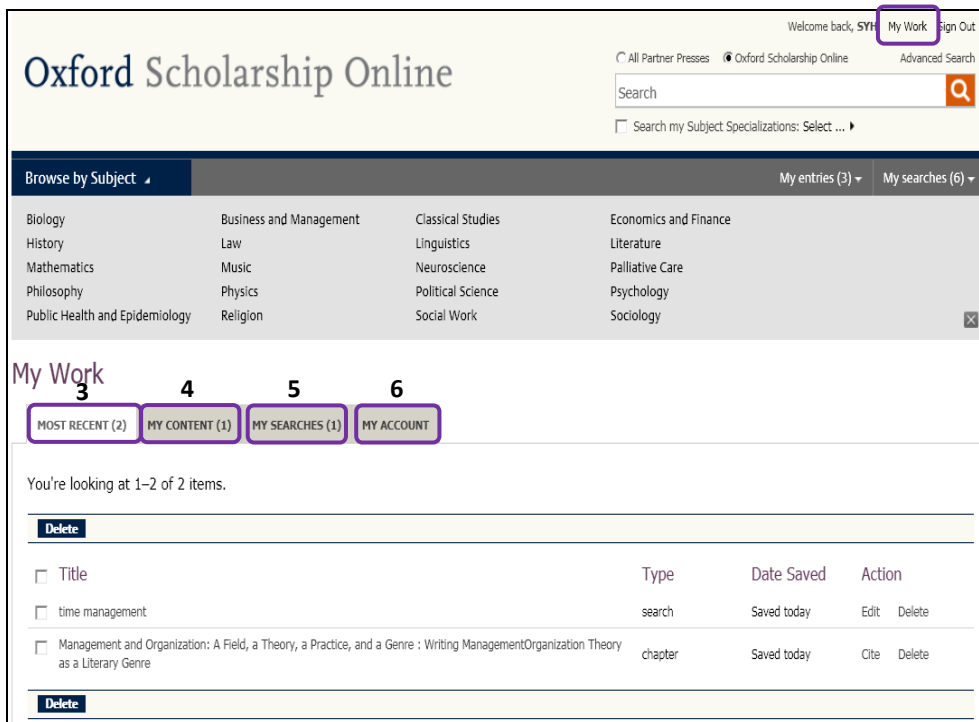 Welcome back, SYH My Work Sign Out
Oxford Scholarship Online
All Partner Presses Oxford Scholarship Online Advanced Search
Search
Search my Subject Specializations: Select ...
Browse by Subject My entries (3) My searches (6)
Biology Business and Management Classical Studies Economics and Finance
History Law Linguistics Literature
Mathematics Music Neuroscience Palliative Care
Philosophy Physics Political Science Psychology
Public Health and Epidemiology Religion Social Work Sociology
My Work
3 4 5 6
MOST RECENT (2) MY CONTENT (1) MY SEARCHES (1) MY ACCOUNT
You're looking at 1–2 of 2 items.
Delete
Title Type Date Saved Action
time management search Saved today Edit Delete
Management and Organization: A Field, a Theory, a Practice, and a Genre : Writing ManagementOrganization Theory
as a Literary Genre chapter Saved today Cite Delete
Delete